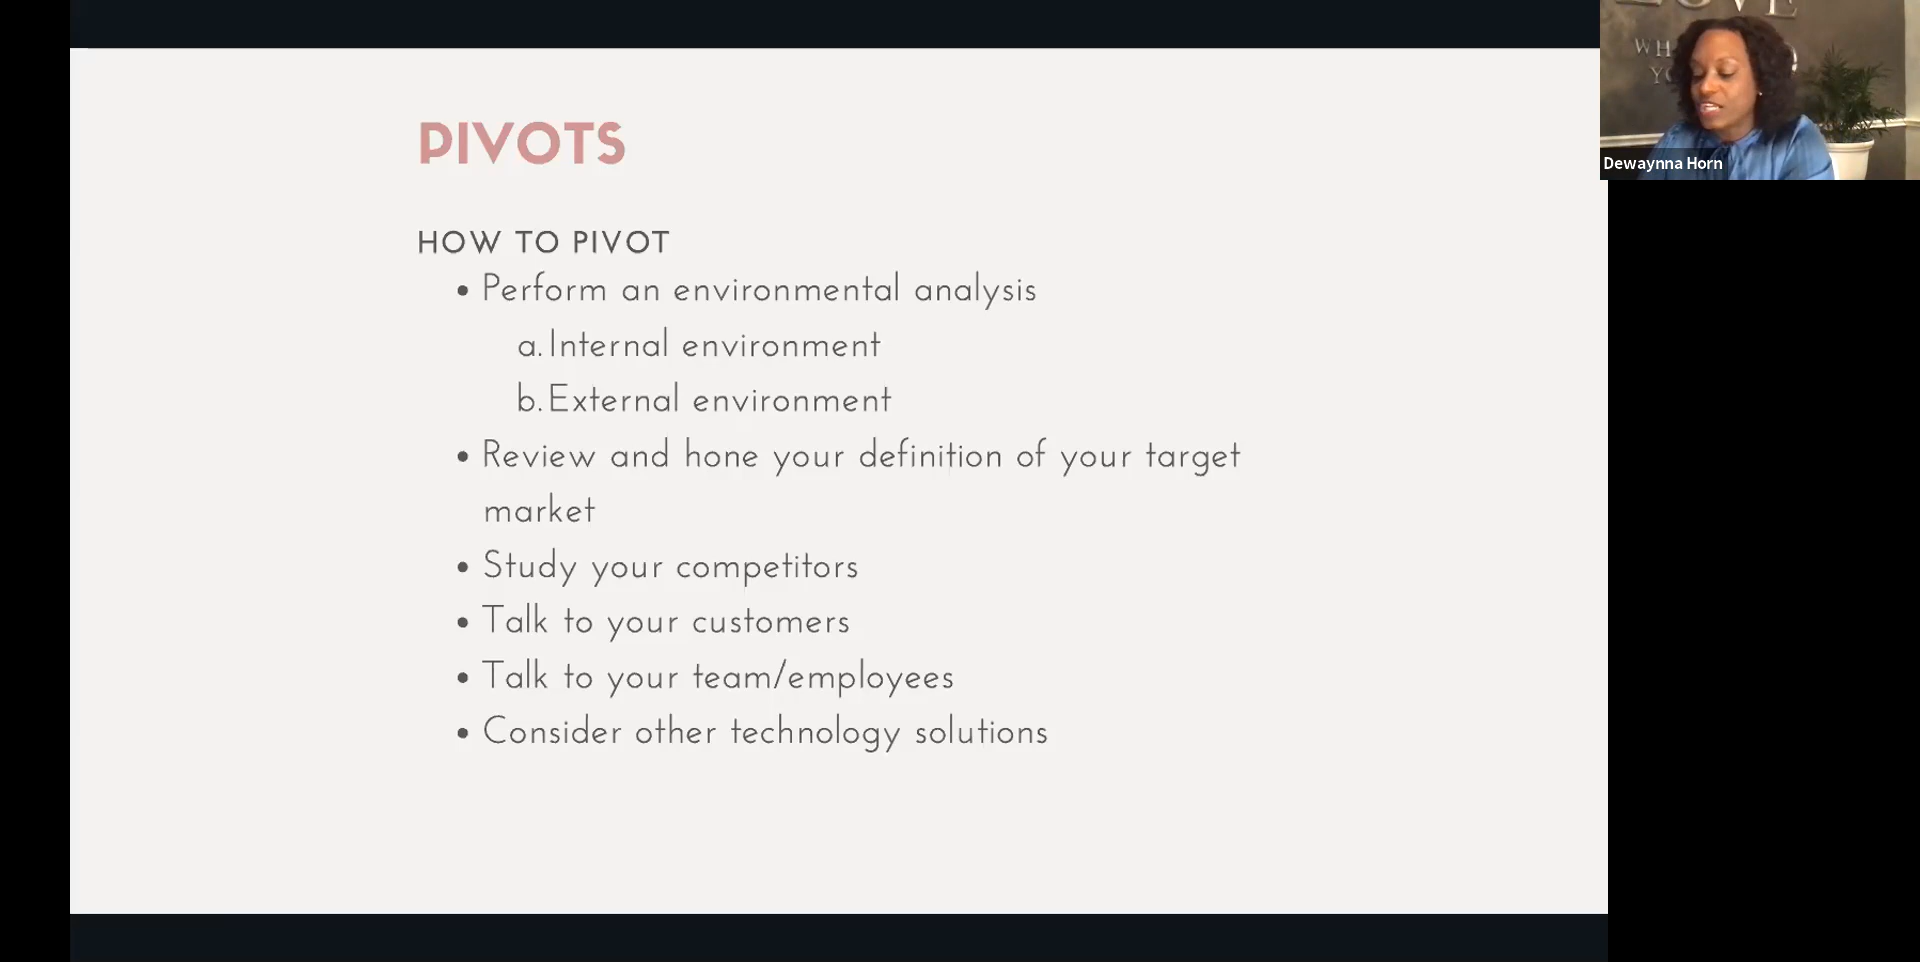 PIVOTS
HOW TO PIVOT
• Perform an environmental analysis
a. Internal environment
b. External environment
• Review and hone your definition of your target
market
• Study your competitors
• Talk to your customers
• Talk to your team/employees
• Consider other technology solutions
Dewaynna Horn